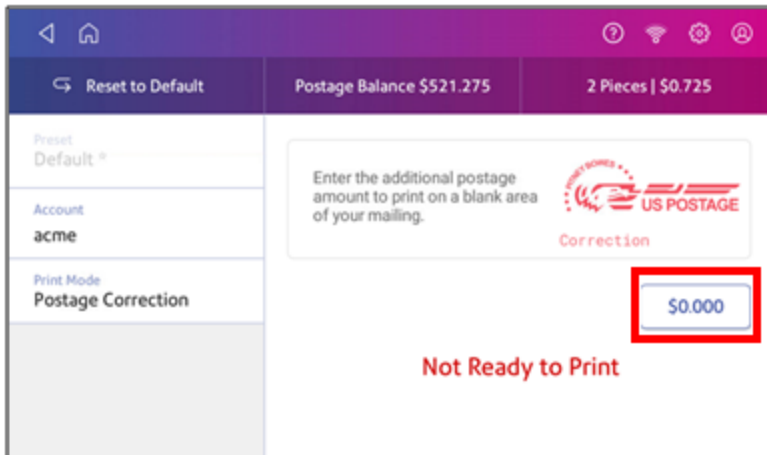 Reset to Default
Postage Balance $521.275
2 Pieces | $0.725
Preset
Default *
Account
acme
Print Mode
Postage Correction
Enter the additional postage
amount to print on a blank area
of your mailing.
PITNEY BOWES
US POSTAGE
Correction
$0.000
Not Ready to Print